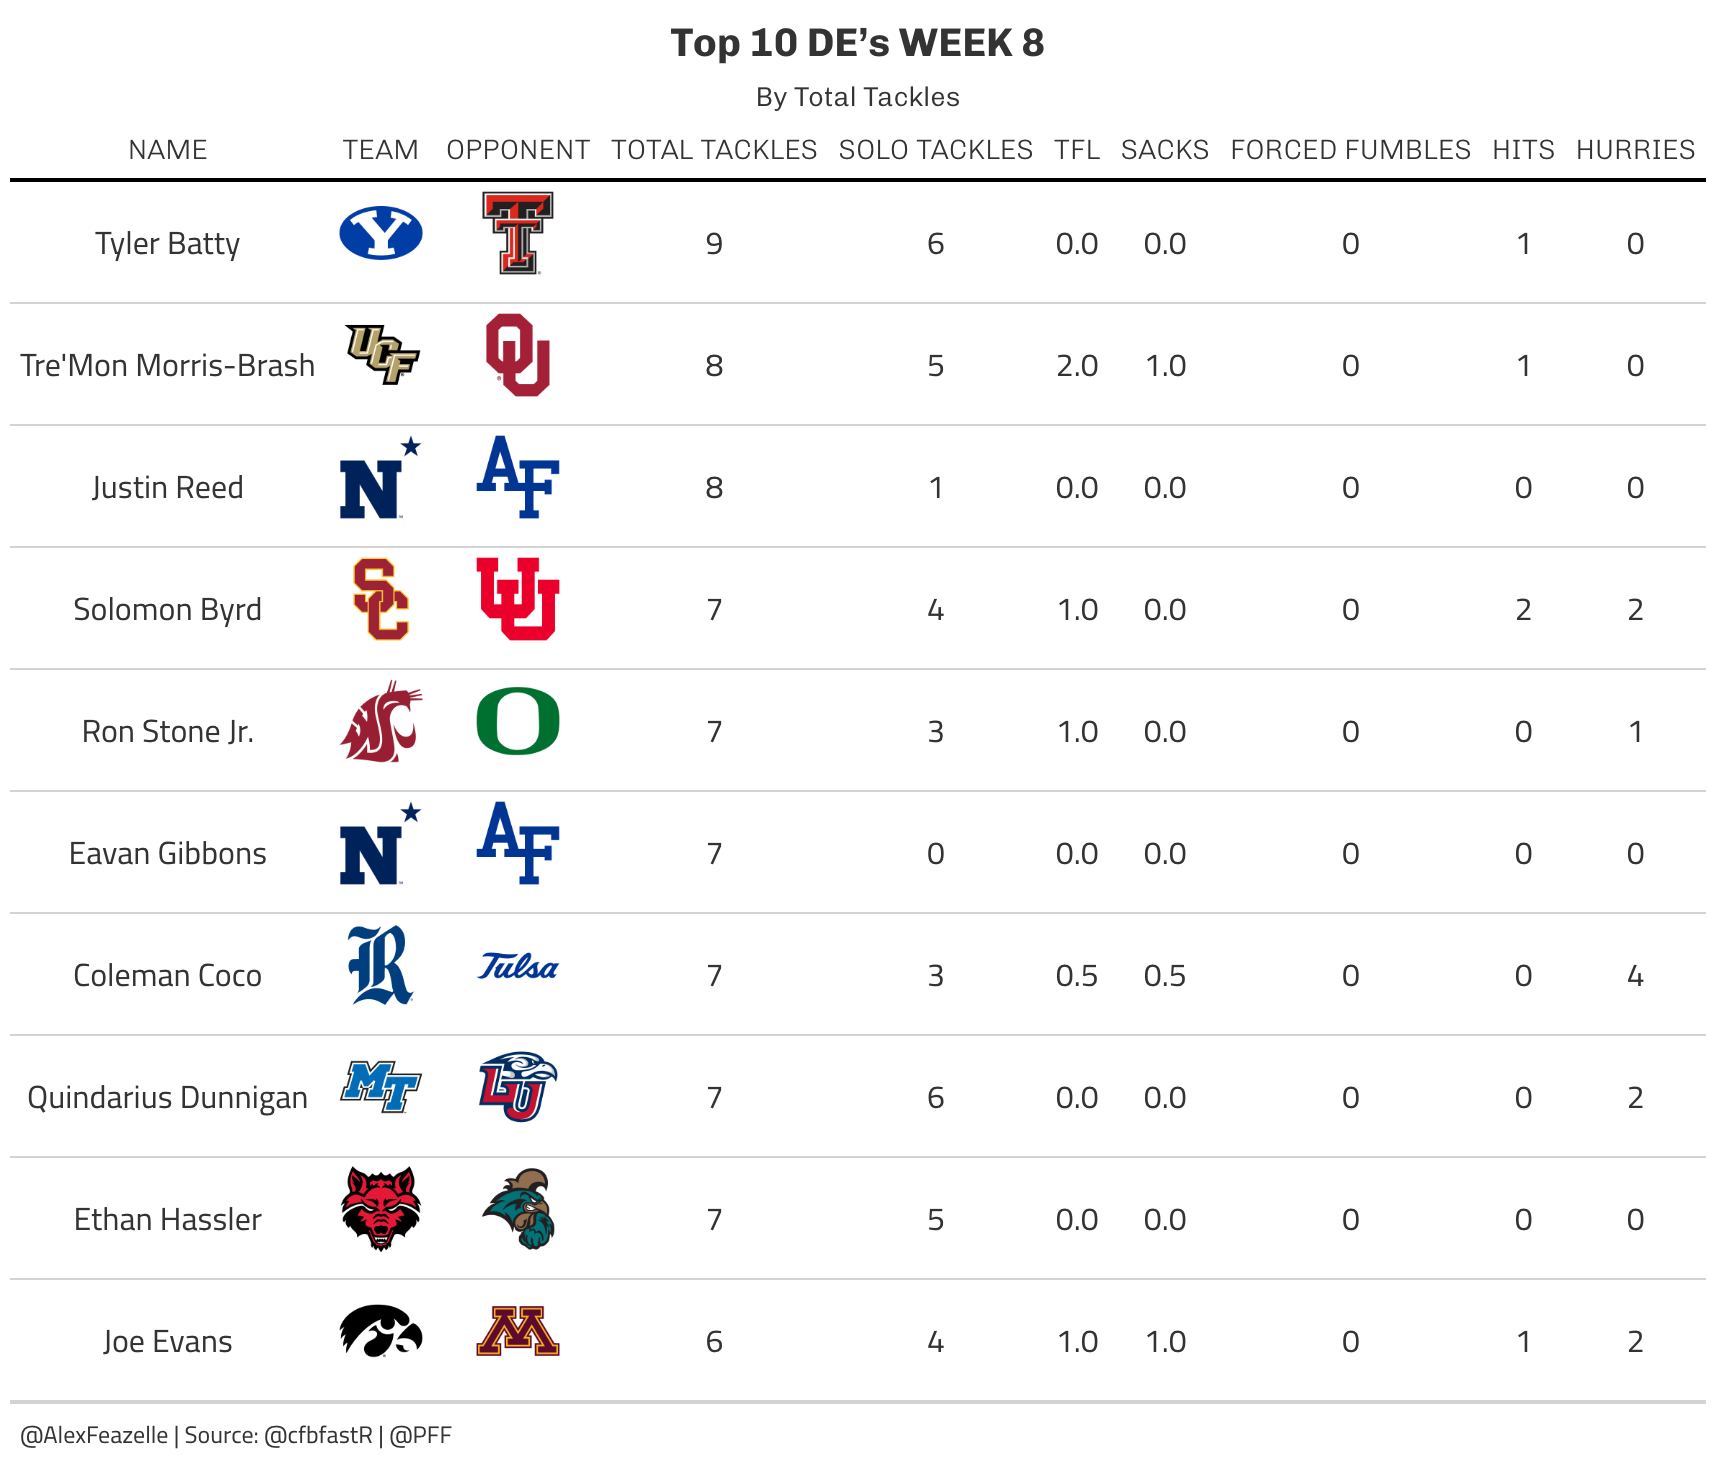 Top 10 DE’s WEEK 8
By Total Tackles
NAME TEAM OPPONENT TOTAL TACKLES SOLO TACKLES TFL SACKS FORCED FUMBLES HITS HURRIES
Tyler Batty Y T 9 6 0.0 0.0 0 1 0
Tre'Mon Morris-Brash UCF OU 8 5 2.0 1.0 0 1 0
Justin Reed N AF 8 1 0.0 0.0 0 0 0
Solomon Byrd SC UU 7 4 1.0 0.0 0 2 2
Ron Stone Jr. WSC O 7 3 1.0 0.0 0 0 1
Eavan Gibbons N AF 7 0 0.0 0.0 0 0 0
Coleman Coco R Tulsa 7 3 0.5 0.5 0 0 4
Quindarius Dunnigan MT LU 7 6 0.0 0.0 0 0 2
Ethan Hassler 7 5 0.0 0.0 0 0 0
Joe Evans M 6 4 1.0 1.0 0 1 2
@AlexFeazelle | Source: @cfbfastR | @PFF